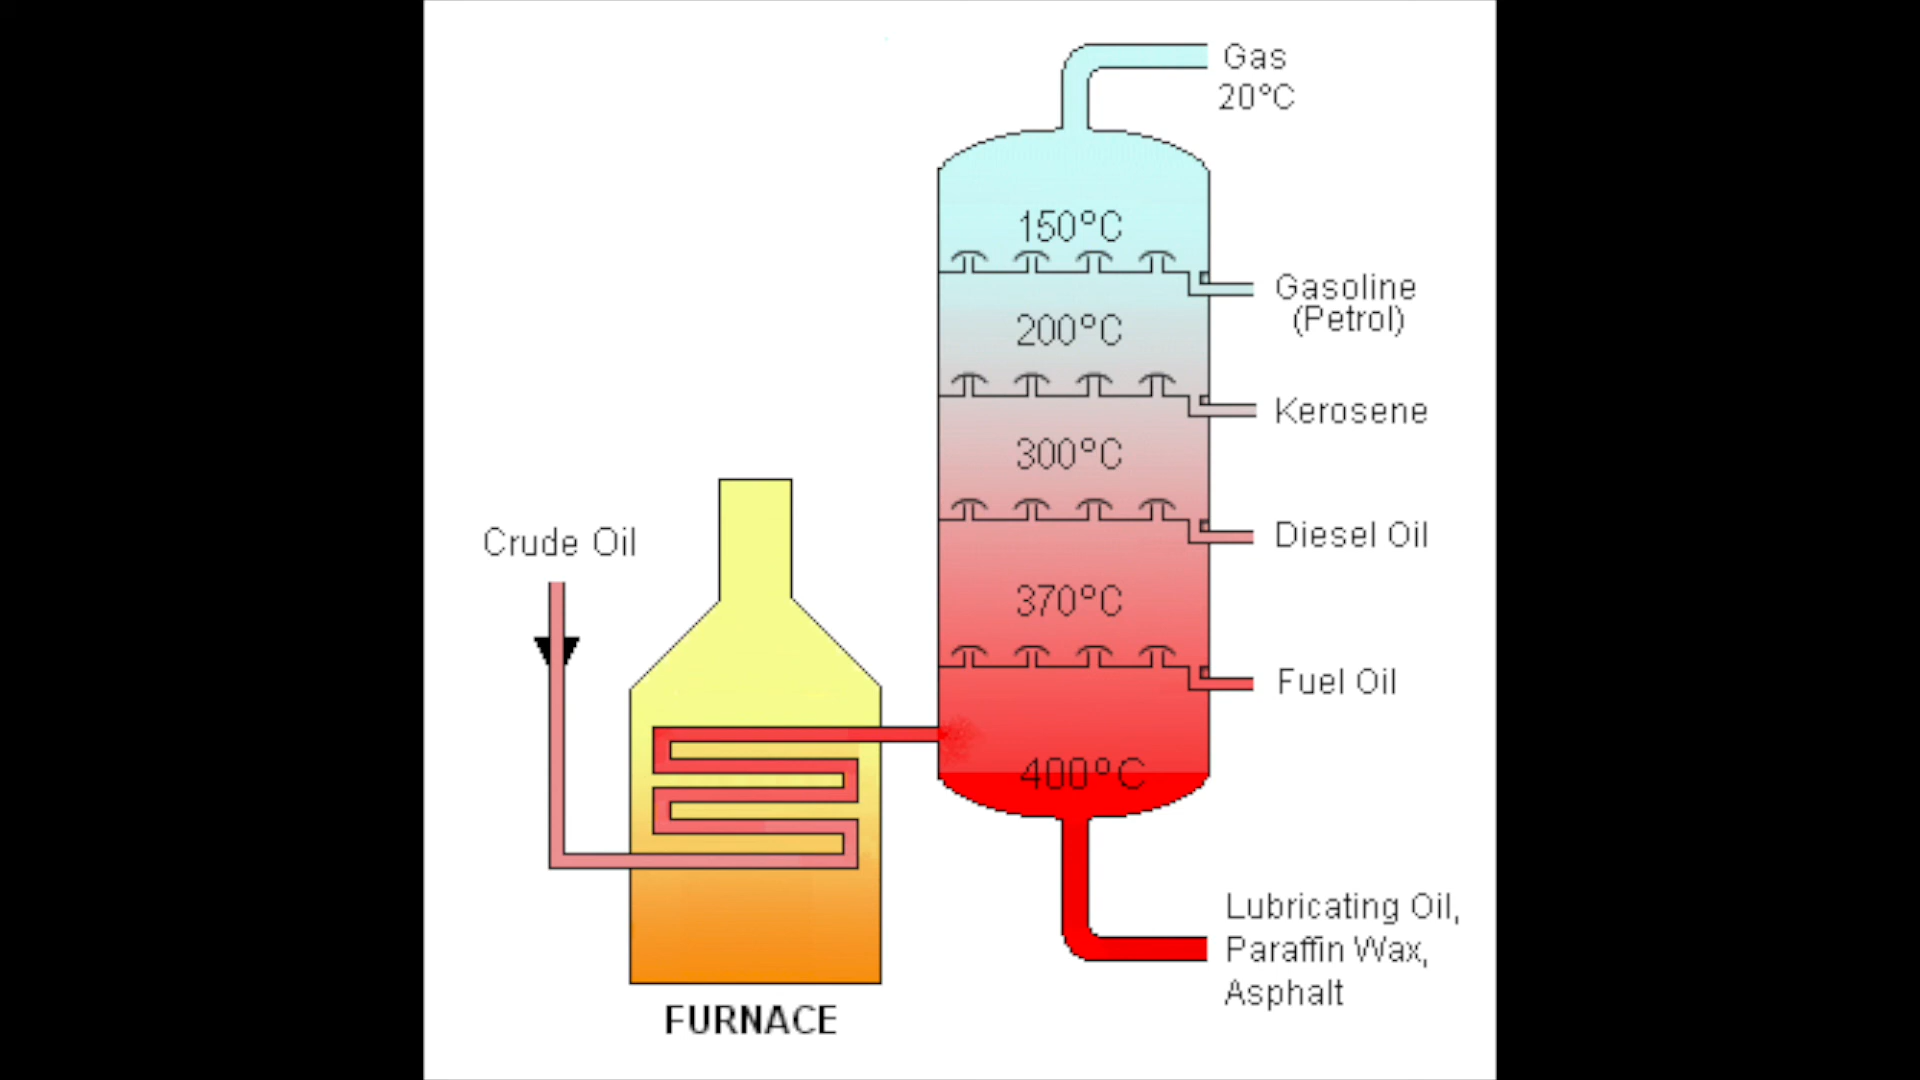 Gas
20°C
150°C
Gasoline
(Petrol)
200°C
Kerosene
300°C
Crude Oil
Diesel Oil
370°C
Fuel Oil
400°C
Lubricating Oil,
Paraffin Wax,
Asphalt
FURNACE